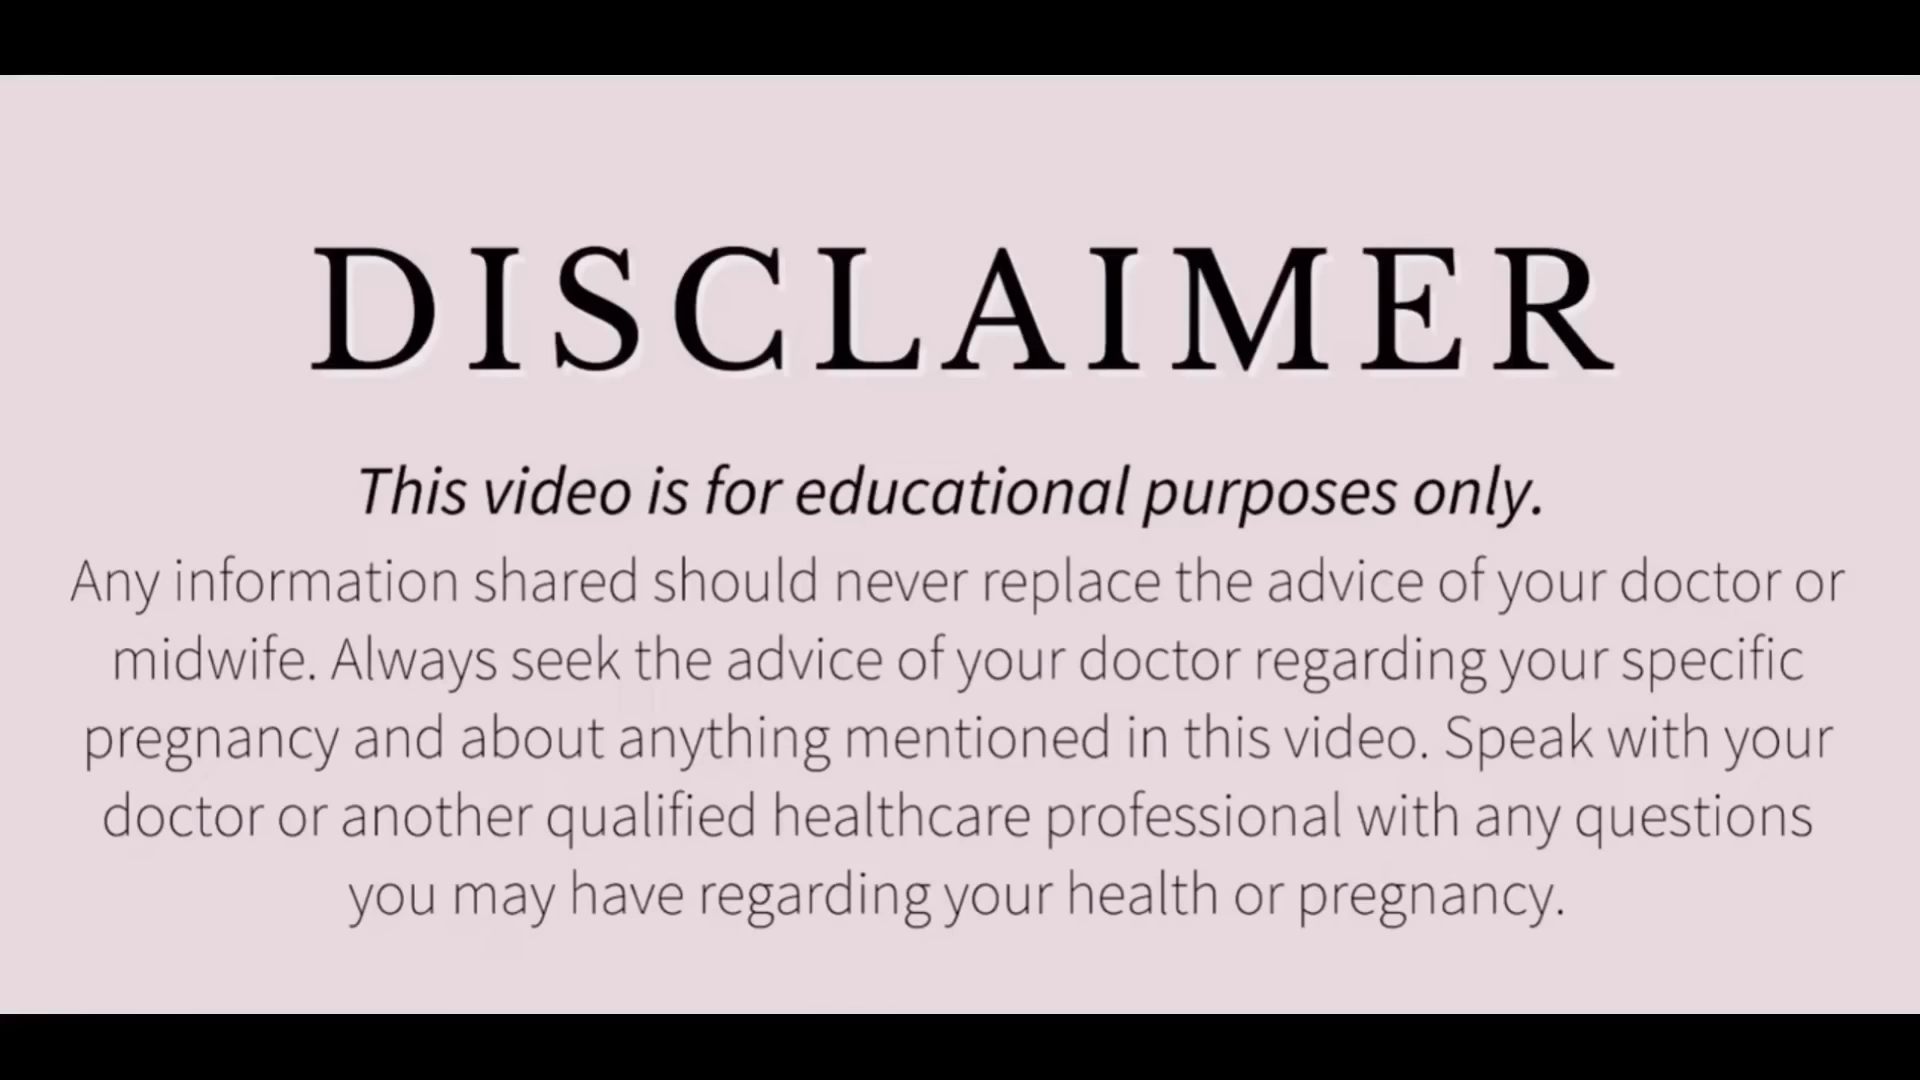 DISCLAIMER
This video is for educational purposes only.
Any information shared should never replace the advice of your doctor or
midwife. Always seek the advice of your doctor regarding your specific
pregnancy and about anything mentioned in this video. Speak with your
doctor or another qualified healthcare professional with any questions
you may have regarding your health or pregnancy.